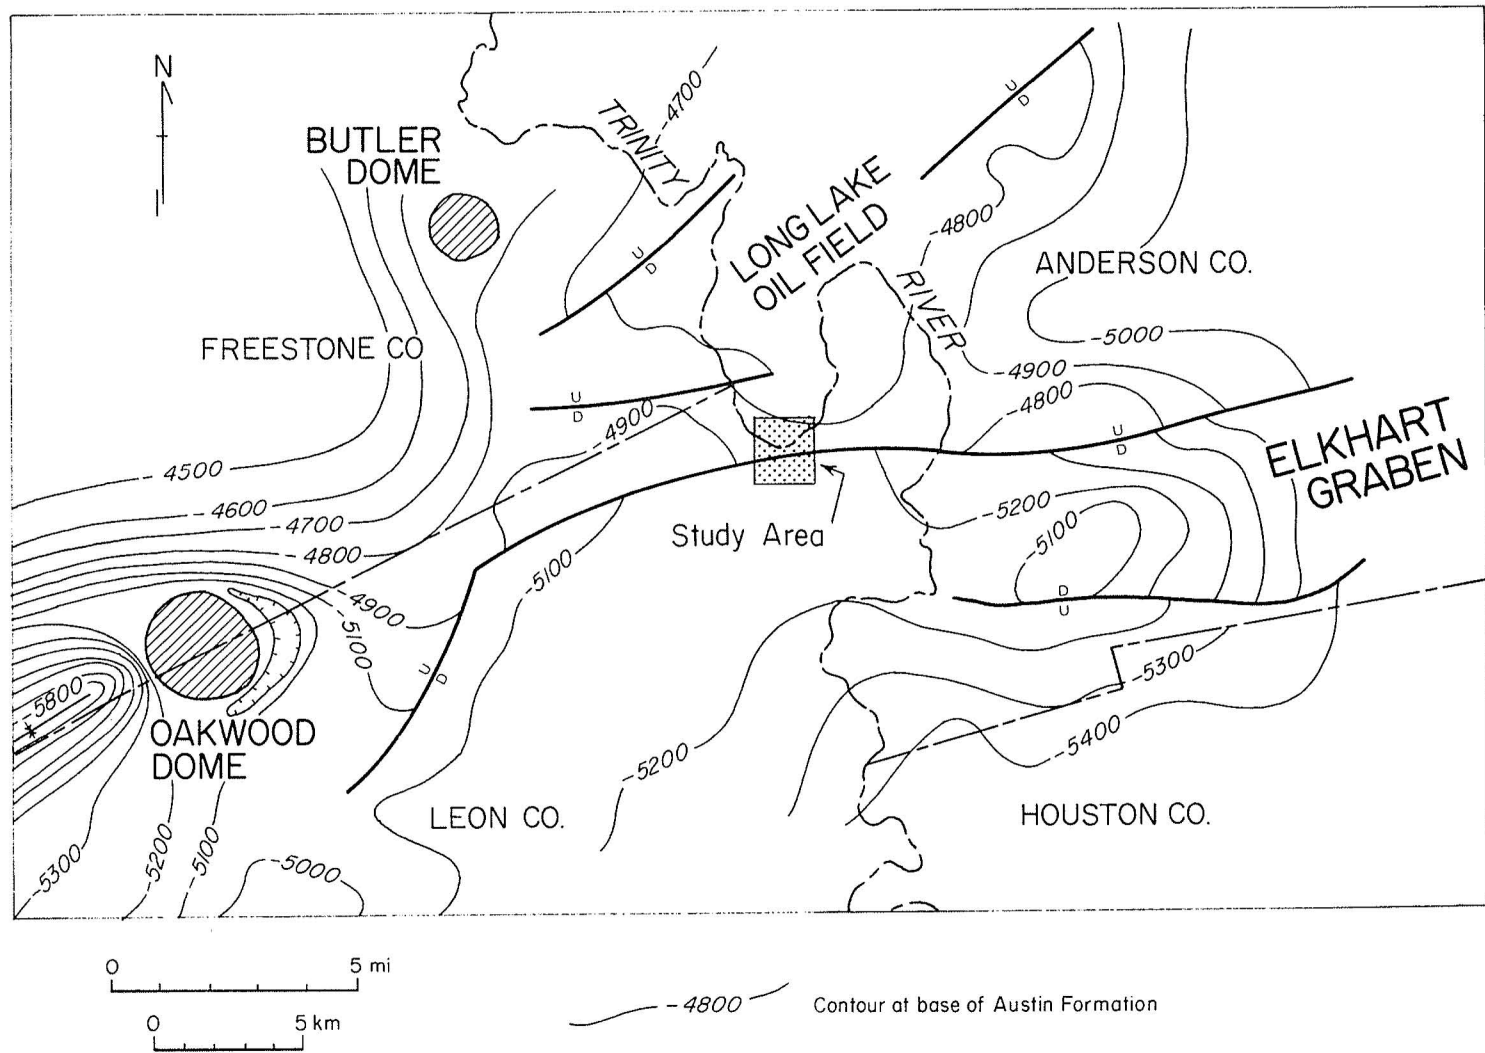 N
BUTLER
DOME
TRINITY
-4700
U
D
LONG LAKE
OIL FIELD
RIVER
-4800
U
D
ANDERSON CO.
FREESTONE CO
U
D
-5000
-4900
-4800
U
D
-4900
ELKHART
GRABEN
-4500
-4600
-4700
-4800
-4900
Study Area
-5200
-5100
-5100
-5100
U
D
D
U
-5300
-5400
-5800
OAKWOOD
DOME
-5200
LEON CO.
HOUSTON CO.
-5300
-5200
-5100
-5000
0 5 mi
0 5 km
-4800 Contour at base of Austin Formation